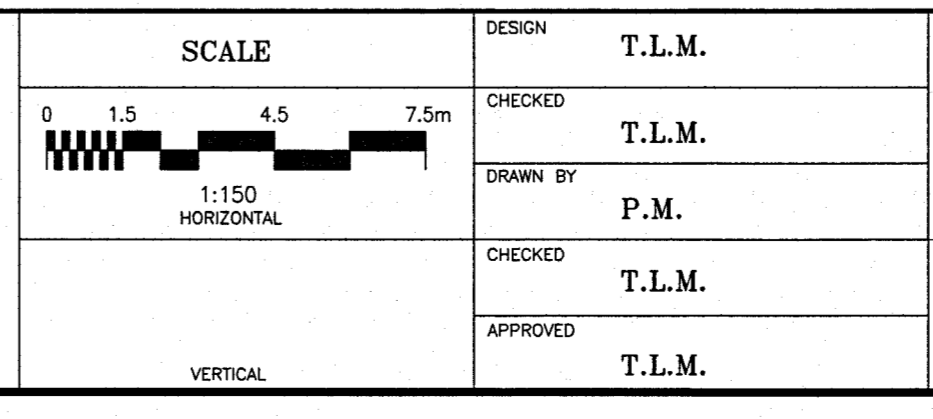 SCALE
0 1.5 4.5 7.5m
1:150
HORIZONTAL
VERTICAL
DESIGN
T.L.M.
CHECKED
T.L.M.
DRAWN BY
P.M.
CHECKED
T.L.M.
APPROVED
T.L.M.